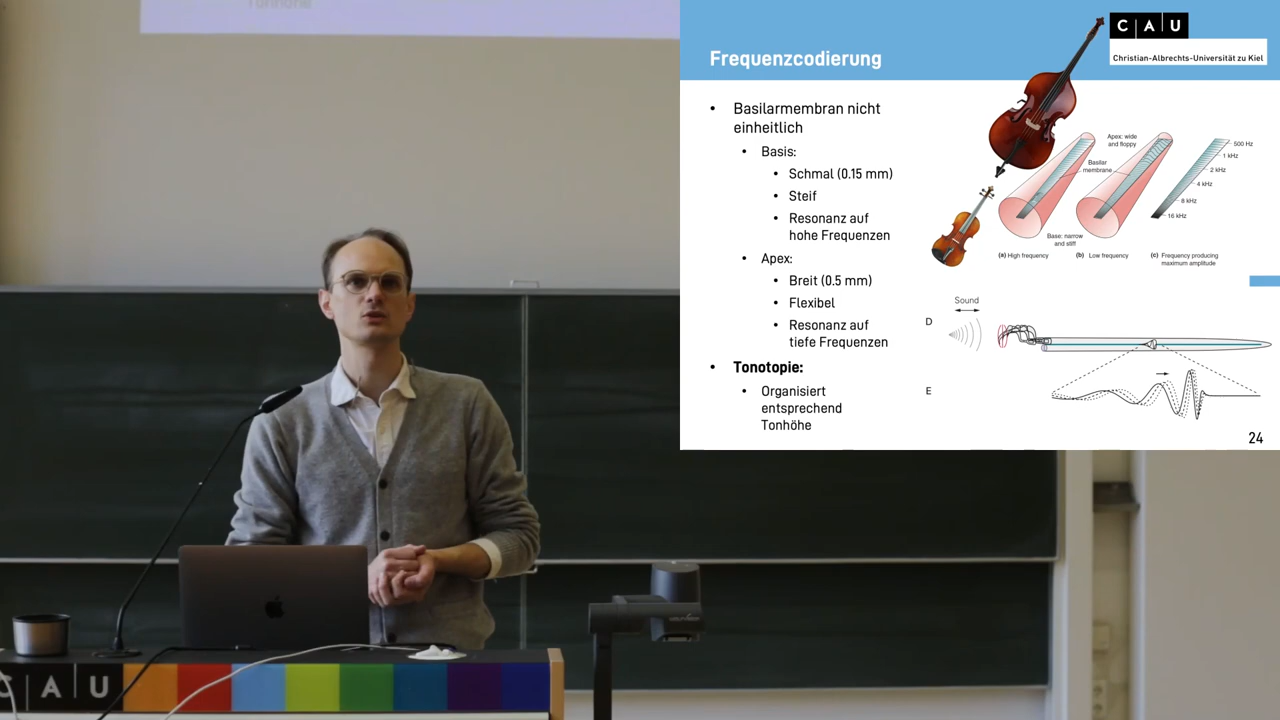 Tonhöhe
C A U
Christian-Albrechts-Universität zu Kiel
Frequenzcodierung
• Basilarmembran nicht
einheitlich
• Basis:
• Schmal (0.15 mm)
• Steif
• Resonanz auf
hohe Frequenzen
• Apex:
• Breit (0.5 mm)
• Flexibel
• Resonanz auf
tiefe Frequenzen
• Tonotopie:
• Organisiert
entsprechend
Tonhöhe
Apex: wide
and floppy
Basilar
membrane
Base: narrow
and stiff
500 Hz
1 kHz
2 kHz
4 kHz
8 kHz
16 kHz
(a) High frequency
(b) Low frequency
(c) Frequency producing
maximum amplitude
Sound
D
E
24
C A U